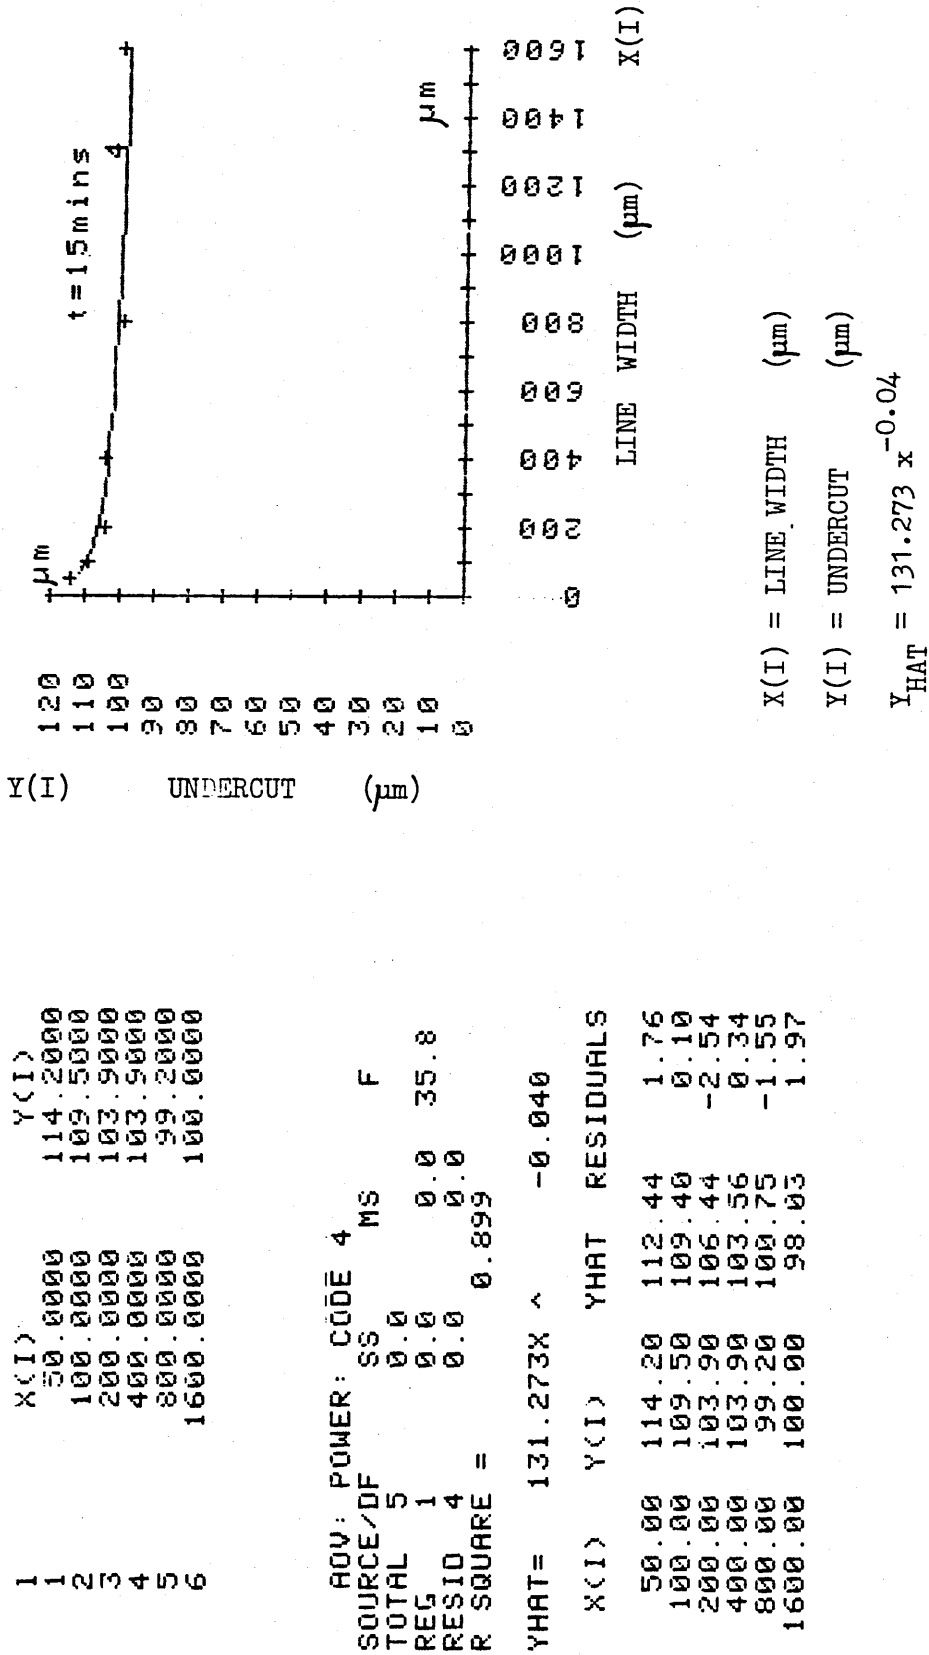 1 X(I) Y(I)
1 50.0000 114.2000
2 100.0000 109.5000
3 200.0000 103.9000
4 400.0000 103.9000
5 800.0000 99.2000
6 1600.0000 100.0000
AOV: POWER: CODE 4
SOURCE/DF SS MS F
TOTAL 5 0.0
REG 1 0.0 0.0 35.8
RESID 4 0.0 0.0
R SQUARE = 0.899
YHAT= 131.273X ^ -0.040
X(I) Y(I) YHAT RESIDUALS
50.00 114.20 112.44 1.76
100.00 109.50 109.40 0.10
200.00 103.90 106.44 -2.54
400.00 103.90 103.56 0.34
800.00 99.20 100.75 -1.55
1600.00 100.00 98.03 1.97
Y(I) UNDERCUT (μm)
120
110
100
90
80
70
60
50
40
30
20
10
0
μm
t=15mins
4
μm
0 200 400 600 800 1000 1200 1400 1600
LINE WIDTH (μm) X(I)
X(I) = LINE WIDTH (μm)
Y(I) = UNDERCUT (μm)
YHAT = 131.273 x-0.04